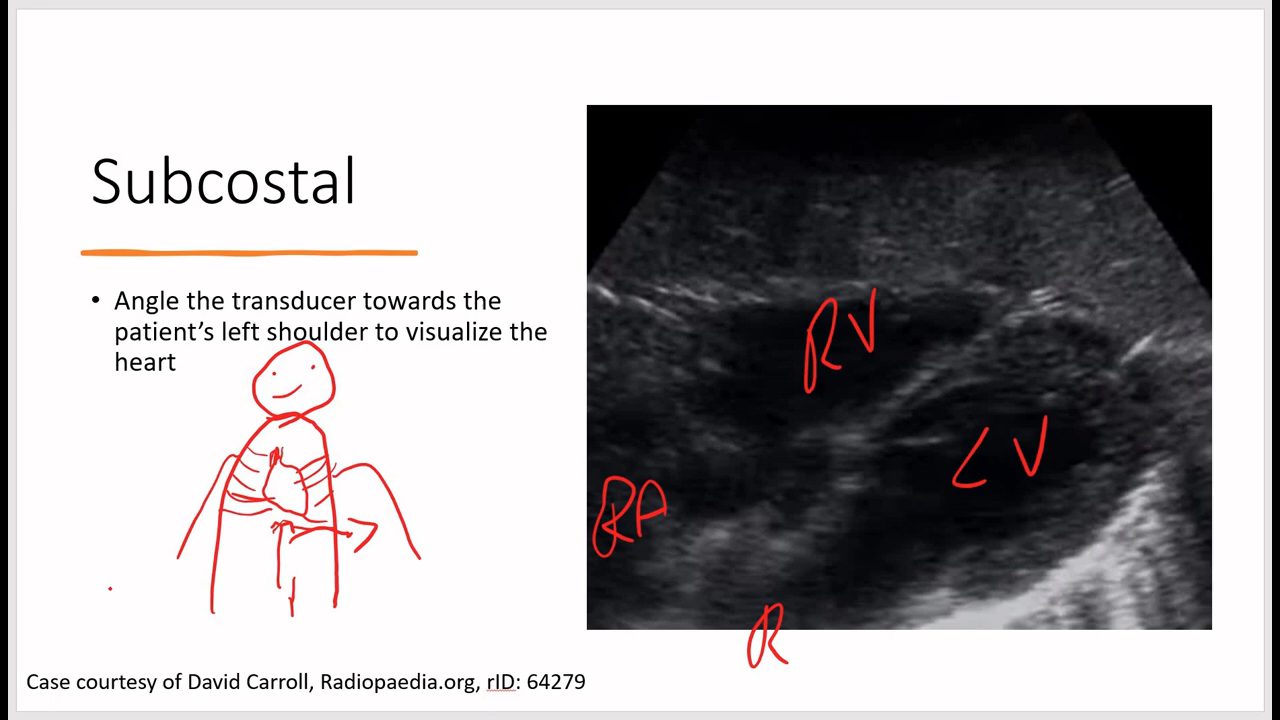 Subcostal
• Angle the transducer towards the
patient’s left shoulder to visualize the
heart
RV
LV
RA
R
Case courtesy of David Carroll, Radiopaedia.org, rID: 64279